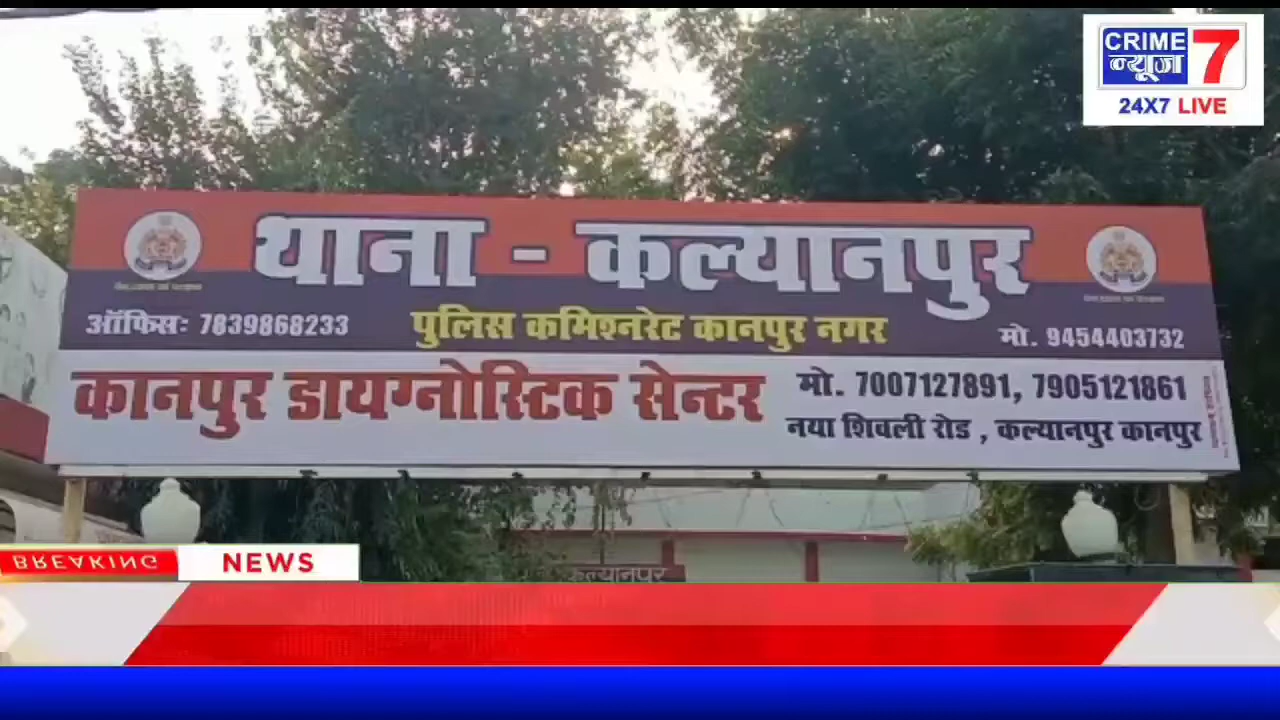 CRIME
न्यूज 7
24X7 LIVE
थाना - कल्यानपुर
ऑफिसः 7839868233
पुलिस कमिश्नरेट कानपुर नगर
मो. 9454403732
कानपुर डायग्नोस्टिक सेन्टर
मो. 7007127891, 7905121861
नया शिवली रोड , कल्यानपुर कानपुर
कल्यानपुर
BREAKING NEWS